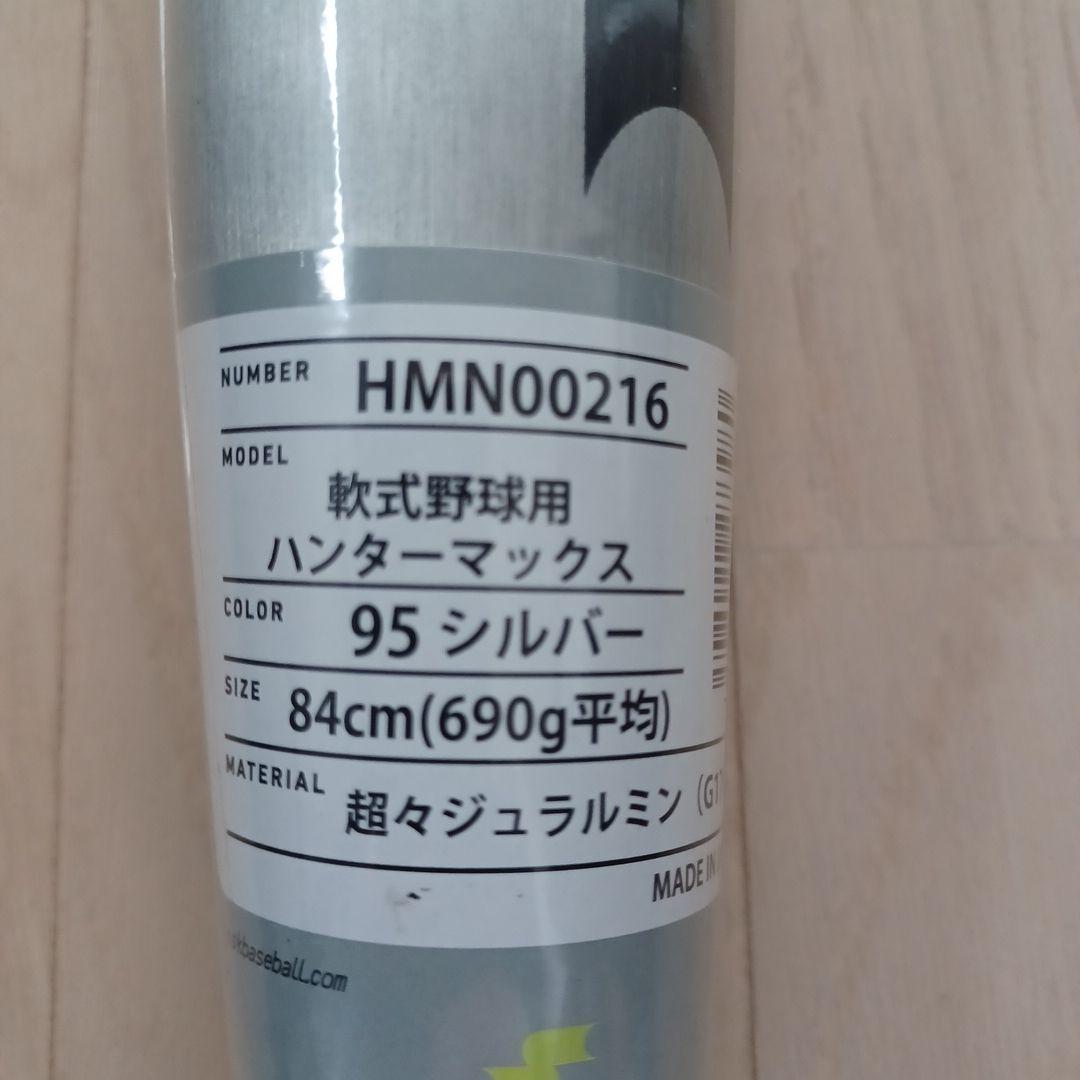 NUMBER HMN00216
MODEL
軟式野球用
ハンターマックス
COLOR 95 シルバー
SIZE 84cm(690g平均)
MATERIAL 超々ジュラルミン
MADE IN